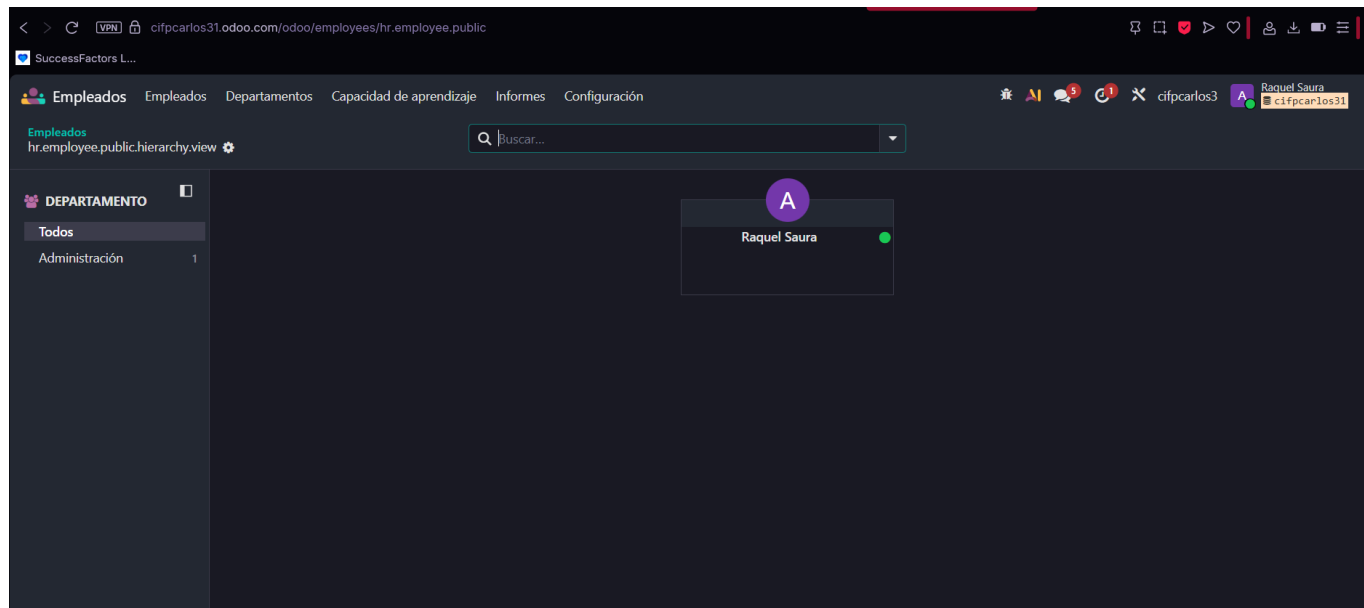 VPN cifpcarlos31.odoo.com/odoo/employees/hr.employee.public
SuccessFactors L...
Empleados Empleados Departamentos Capacidad de aprendizaje Informes Configuración AI 5 1 cifpcarlos3 A Raquel Saura
cifpcarlos31
Empleados
hr.employee.public.hierarchy.view
Buscar...
DEPARTAMENTO
Todos
Administración 1
A
Raquel Saura